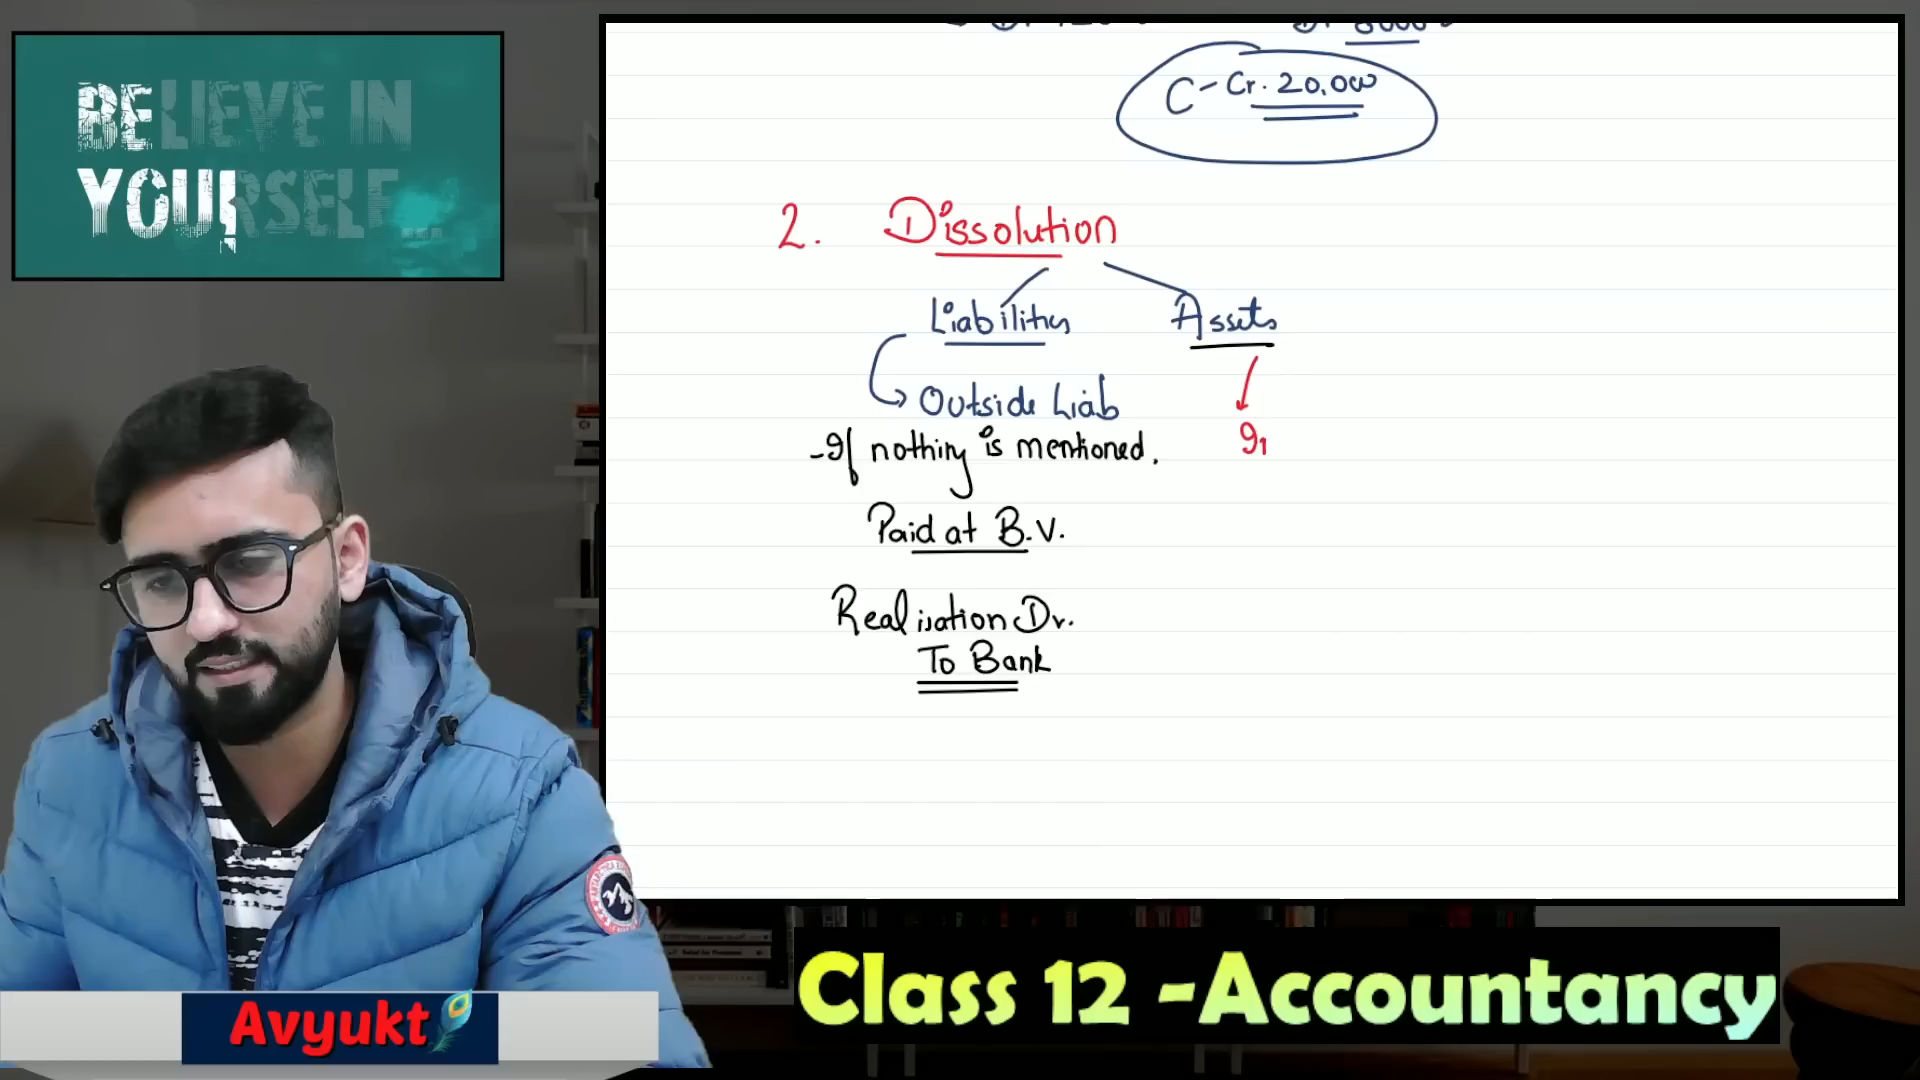 BELIEVE IN
YOURSELF...
C - Cr. 20,000
2. Dissolution
Liabilities Assets
Outside Liab
- If nothing is mentioned.
Paid at B.V.
Realisation Dr.
To Bank
Avyukt
Class 12 -Accountancy